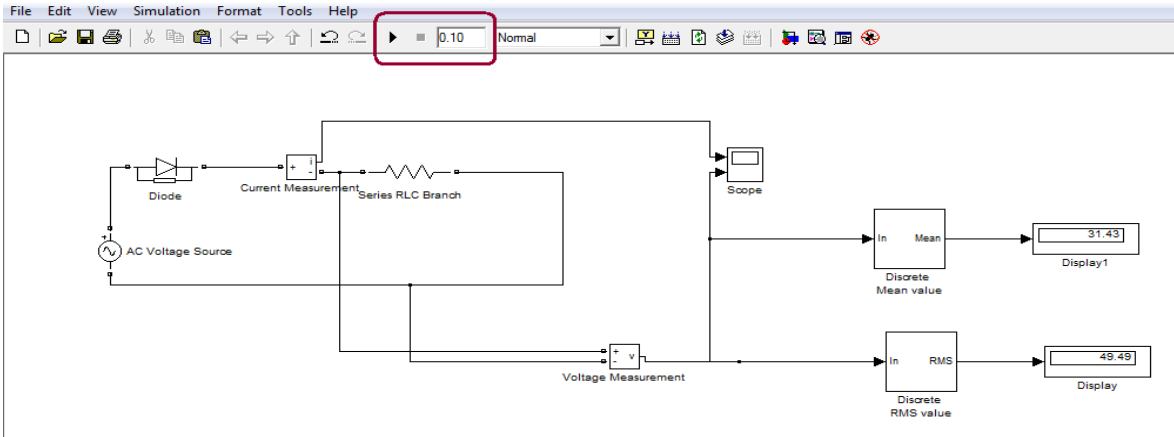 File Edit View Simulation Format Tools Help
0.10 Normal
i
+
-
Diode
Current Measurement
Series RLC Branch
Scope
+
AC Voltage Source
In Mean
31.43
Display1
Discrete
Mean value
+
-
v
Voltage Measurement
In RMS
49.49
Display
Discrete
RMS value